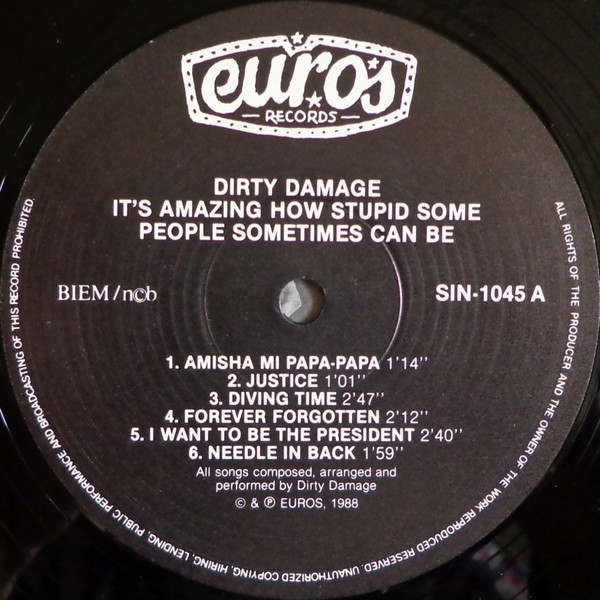 euros
RECORDS
DIRTY DAMAGE
IT'S AMAZING HOW STUPID SOME
PEOPLE SOMETIMES CAN BE
BIEM/n©b
SIN-1045 A
1. AMISHA MI PAPA-PAPA 1'14''
2. JUSTICE 1'01''
3. DIVING TIME 2'47''
4. FOREVER FORGOTTEN 2'12''
5. I WANT TO BE THE PRESIDENT 2'40''
6. NEEDLE IN BACK 1'59''
All songs composed, arranged and
performed by Dirty Damage
© & ℗ EUROS, 1988
ALL RIGHTS OF THE PRODUCER AND THE OWNER OF THE WORK REPRODUCED RESERVED. UNAUTHORIZED COPYING, HIRING, LENDING, PUBLIC PERFORMANCE AND BROADCASTING OF THIS RECORD PROHIBITED.